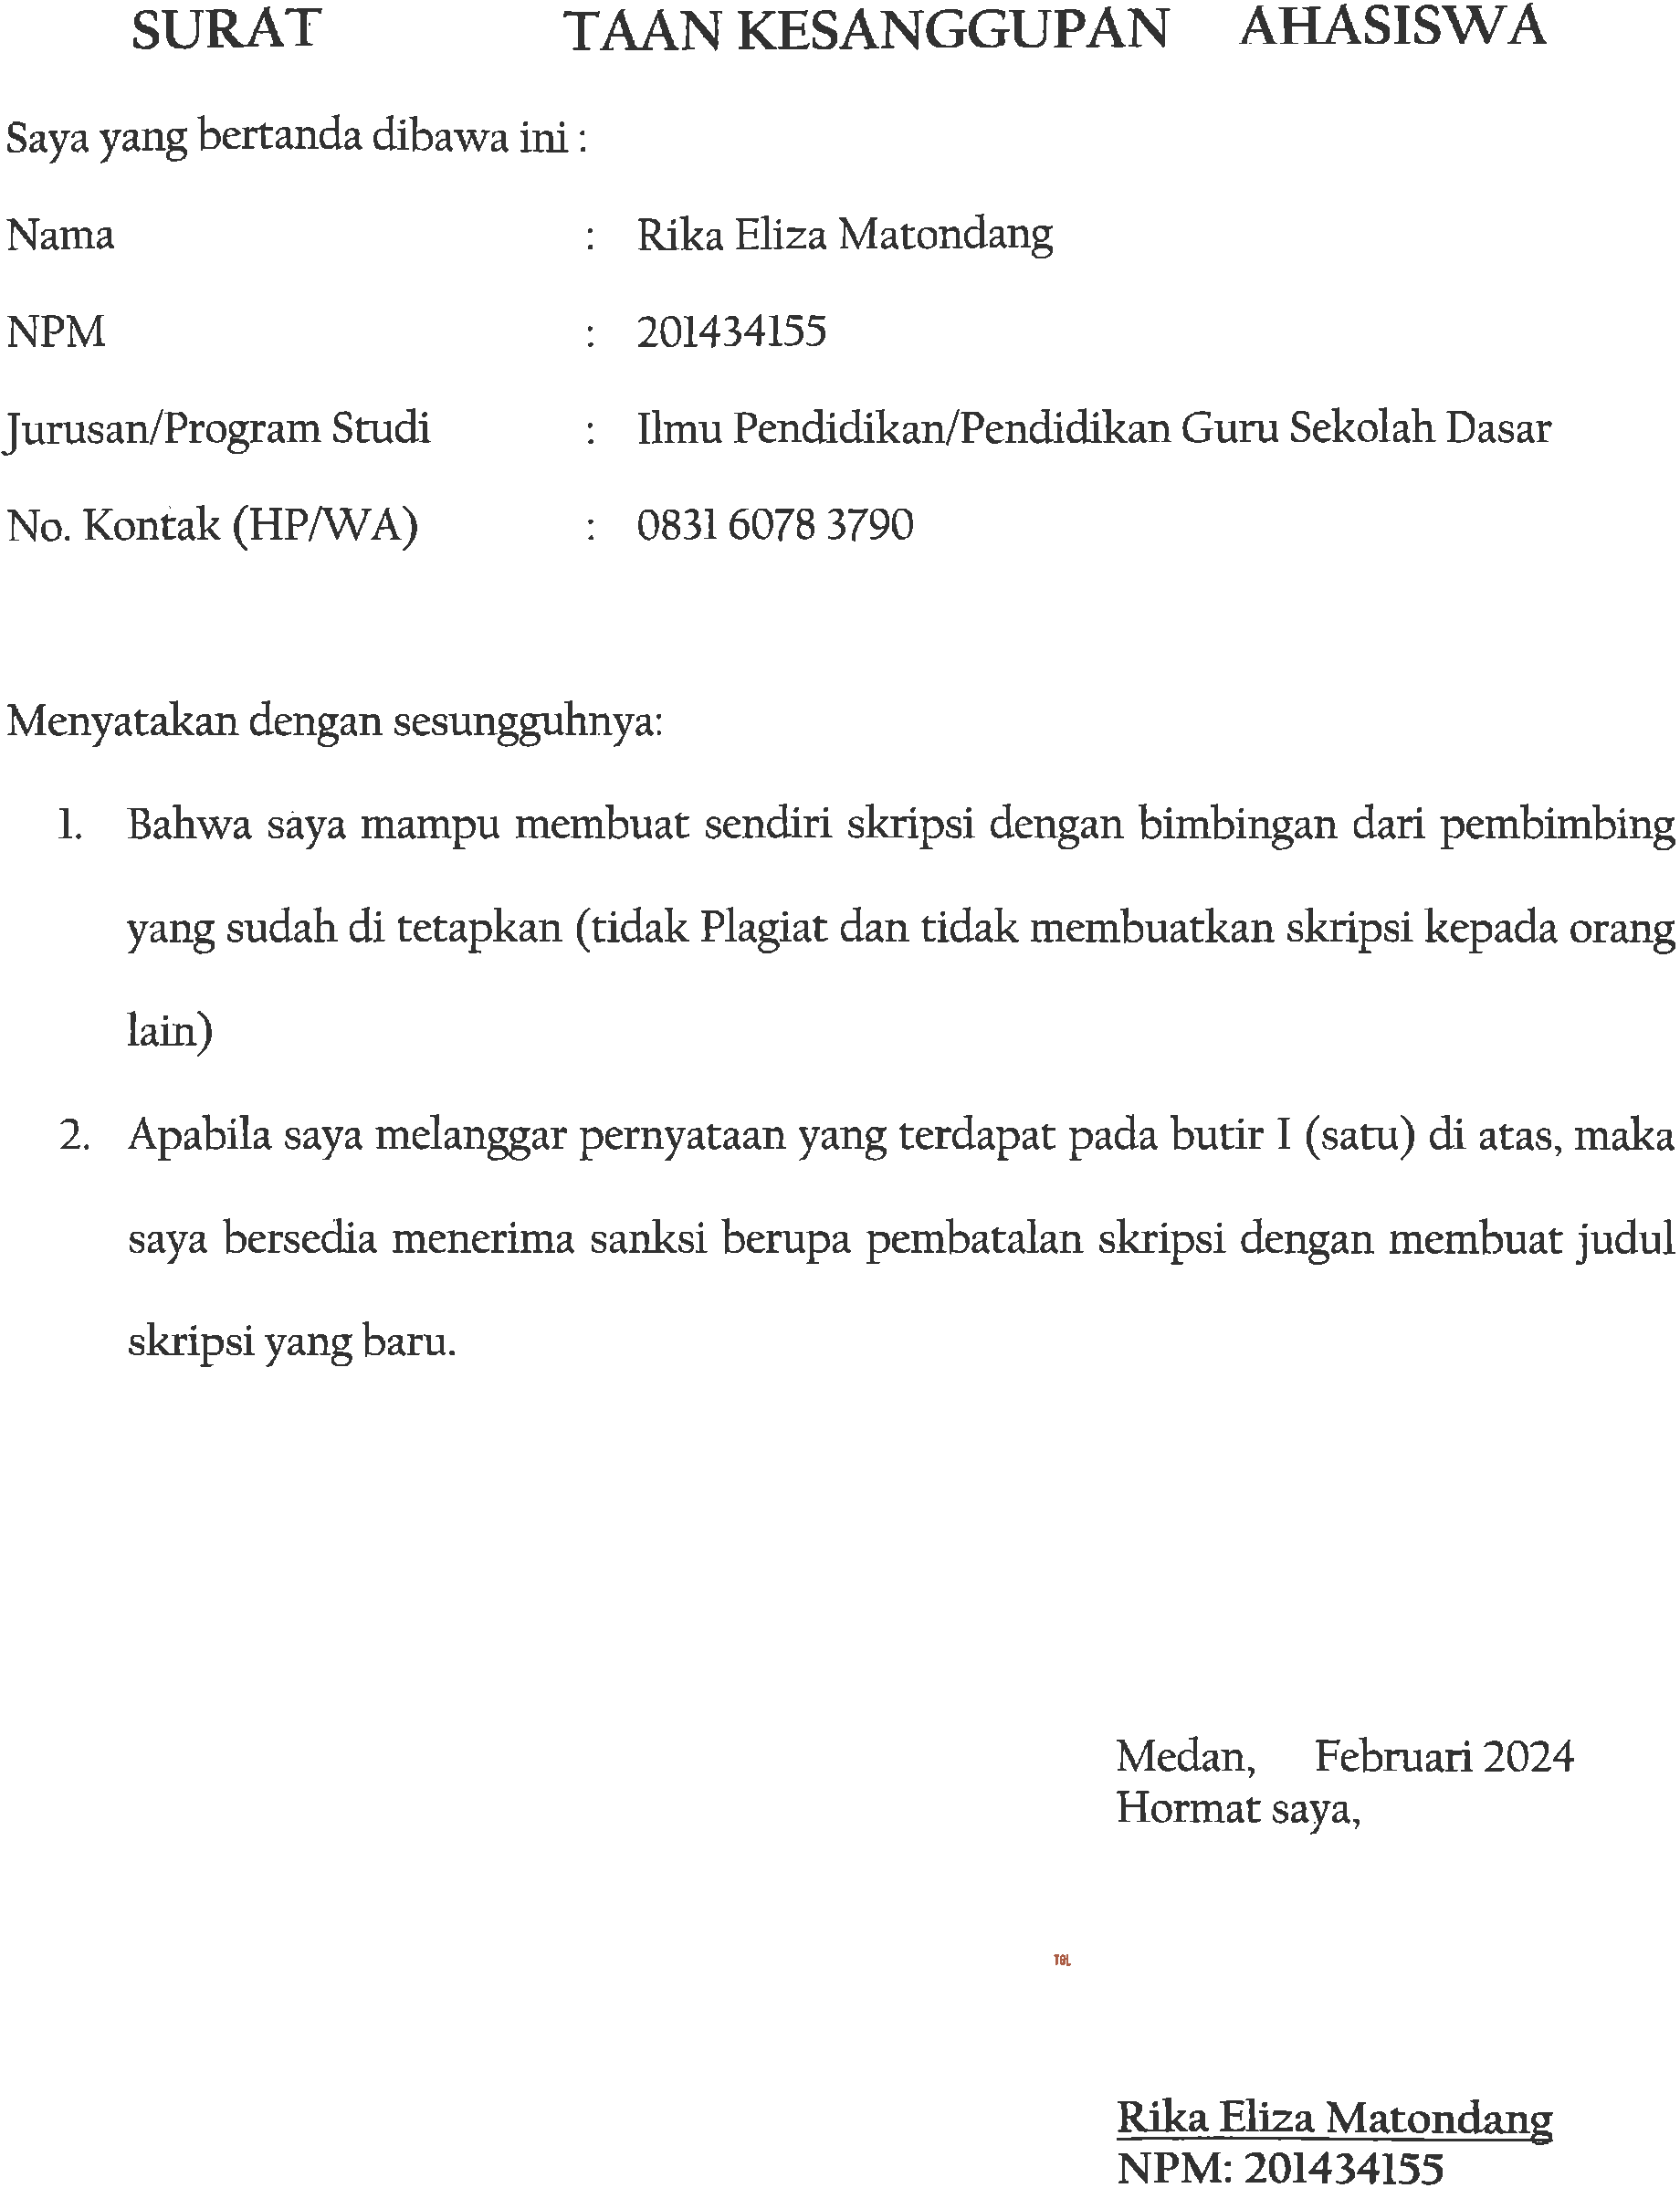 SURAT TAAN KESANGGUPAN AHASISWA
Saya yang bertanda dibawa ini :
Nama : Rika Eliza Matondang
NPM : 201434155
Jurusan/Program Studi : Ilmu Pendidikan/Pendidikan Guru Sekolah Dasar
No. Kontak (HP/WA) : 0831 6078 3790
Menyatakan dengan sesungguhnya:
1. Bahwa saya mampu membuat sendiri skripsi dengan bimbingan dari pembimbing
yang sudah di tetapkan (tidak Plagiat dan tidak membuatkan skripsi kepada orang
lain)
2. Apabila saya melanggar pernyataan yang terdapat pada butir I (satu) di atas, maka
saya bersedia menerima sanksi berupa pembatalan skripsi dengan membuat judul
skripsi yang baru.
Medan, Februari 2024
Hormat saya,
TGL
Rika Eliza Matondang
NPM: 201434155